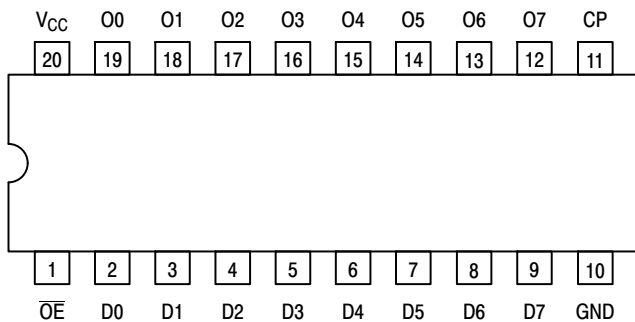 VCC O0 O1 O2 O3 O4 O5 O6 O7 CP
20 19 18 17 16 15 14 13 12 11
1 2 3 4 5 6 7 8 9 10
O̅E̅ D0 D1 D2 D3 D4 D5 D6 D7 GND